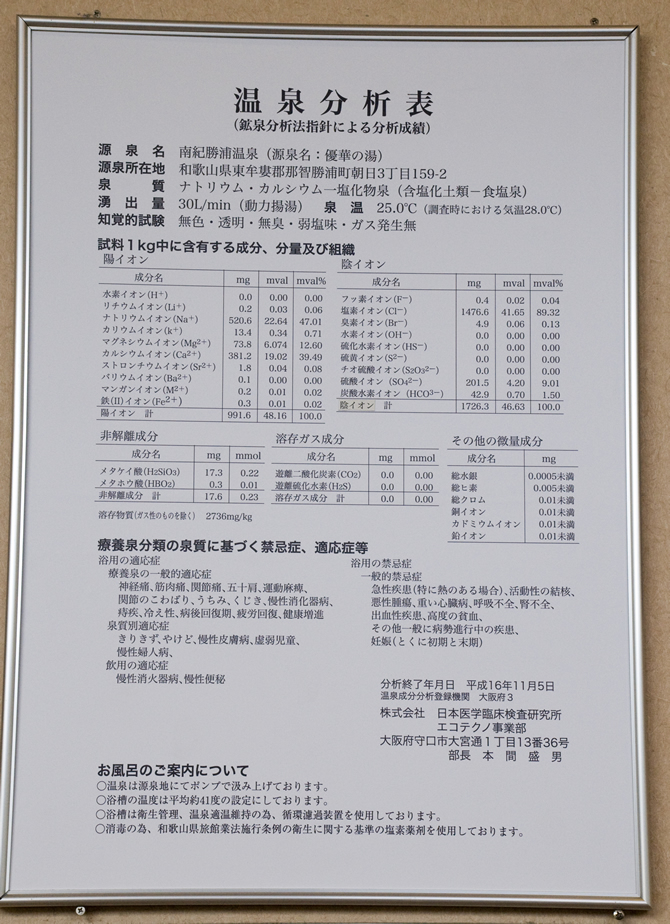 温泉分析表
（鉱泉分析法指針による分析成績）
源泉名 南紀勝浦温泉（源泉名：優華の湯）
源泉所在地 和歌山県東牟婁郡那智勝浦町朝日3丁目159-2
泉質 ナトリウム・カルシウム―塩化物泉（含塩化土類－食塩泉）
湧出量 30L/min（動力揚湯） 泉温 25.0℃（調査時における気温28.0℃）
知覚的試験 無色・透明・無臭・弱塩味・ガス発生無
試料１kg中に含有する成分、分量及び組織
陽イオン
成分名 mg mval mval%
水素イオン(H⁺) 0.0 0.00 0.00
リチウムイオン(Li⁺) 0.2 0.03 0.06
ナトリウムイオン(Na⁺) 520.6 22.64 47.01
カリウムイオン(k⁺) 13.4 0.34 0.71
マグネシウムイオン(Mg²⁺) 73.8 6.074 12.60
カルシウムイオン(Ca²⁺) 381.2 19.02 39.49
ストロンチウムイオン(Sr²⁺) 1.8 0.04 0.08
バリウムイオン(Ba²⁺) 0.1 0.00 0.00
マンガンイオン(M²⁺) 0.2 0.01 0.02
鉄(II)イオン(Fe²⁺) 0.3 0.01 0.02
陽イオン 計 991.6 48.16 100.0
陰イオン
成分名 mg mval mval%
フッ素イオン(F⁻) 0.4 0.02 0.04
塩素イオン(Cl⁻) 1476.6 41.65 89.32
臭素イオン(Br⁻) 4.9 0.06 0.13
水素イオン(OH⁻) 0.0 0.00 0.00
硫化水素イオン(HS⁻) 0.0 0.00 0.00
硫黄イオン(S²⁻) 0.0 0.00 0.00
チオ硫酸イオン(S₂O₃²⁻) 0.0 0.00 0.00
硫酸イオン (SO₄²⁻) 201.5 4.20 9.01
炭酸水素イオン (HCO³⁻) 42.9 0.70 1.50
陰イオン 計 1726.3 46.63 100.0
非解離成分
成分名 mg mmol
メタケイ酸(H₂SiO₃) 17.3 0.22
メタホウ酸(HBO₂) 0.3 0.01
非解離成分 計 17.6 0.23
溶存ガス成分
成分名 mg mmol
遊離二酸化炭素(CO₂) 0.0 0.00
遊離硫化水素(H₂S) 0.0 0.00
溶存ガス成分 計 0.0 0.00
その他の微量成分
成分名 mg
総水銀 0.0005未満
総ヒ素 0.005未満
総クロム 0.01未満
銅イオン 0.01未満
カドミウムイオン 0.01未満
鉛イオン 0.01未満
溶存物質(ガス性のものを除く) 2736mg/kg
療養泉分類の泉質に基づく禁忌症、適応症等
浴用の適応症
療養泉の一般的適応症
神経痛、筋肉痛、関節痛、五十肩、運動麻痺、
関節のこわばり、うちみ、くじき、慢性消化器病、
痔疾、冷え性、病後回復期、疲労回復、健康増進
泉質別適応症
きりきず、やけど、慢性皮膚病、虚弱児童、
慢性婦人病、
飲用の適応症
慢性消火器病、慢性便秘
浴用の禁忌症
一般的禁忌症
急性疾患(特に熱のある場合)、活動性の結核、
悪性腫瘍、重い心臓病、呼吸不全、腎不全、
出血性疾患、高度の貧血、
その他一般に病勢進行中の疾患、
妊娠(とくに初期と末期)
分析終了年月日 平成16年11月5日
温泉成分分析登録機関 大阪府３
株式会社 日本医学臨床検査研究所
エコテクノ事業部
大阪府守口市大宮通１丁目13番36号
部長 本間盛男
お風呂のご案内について
○温泉は源泉地にてポンプで汲み上げております。
○浴槽の温度は平均約41度の設定にしております。
○浴槽は衛生管理、温泉適温維持の為、循環濾過装置を使用しております。
○消毒の為、和歌山県旅館業法施行条例の衛生に関する基準の塩素薬剤を使用しております。